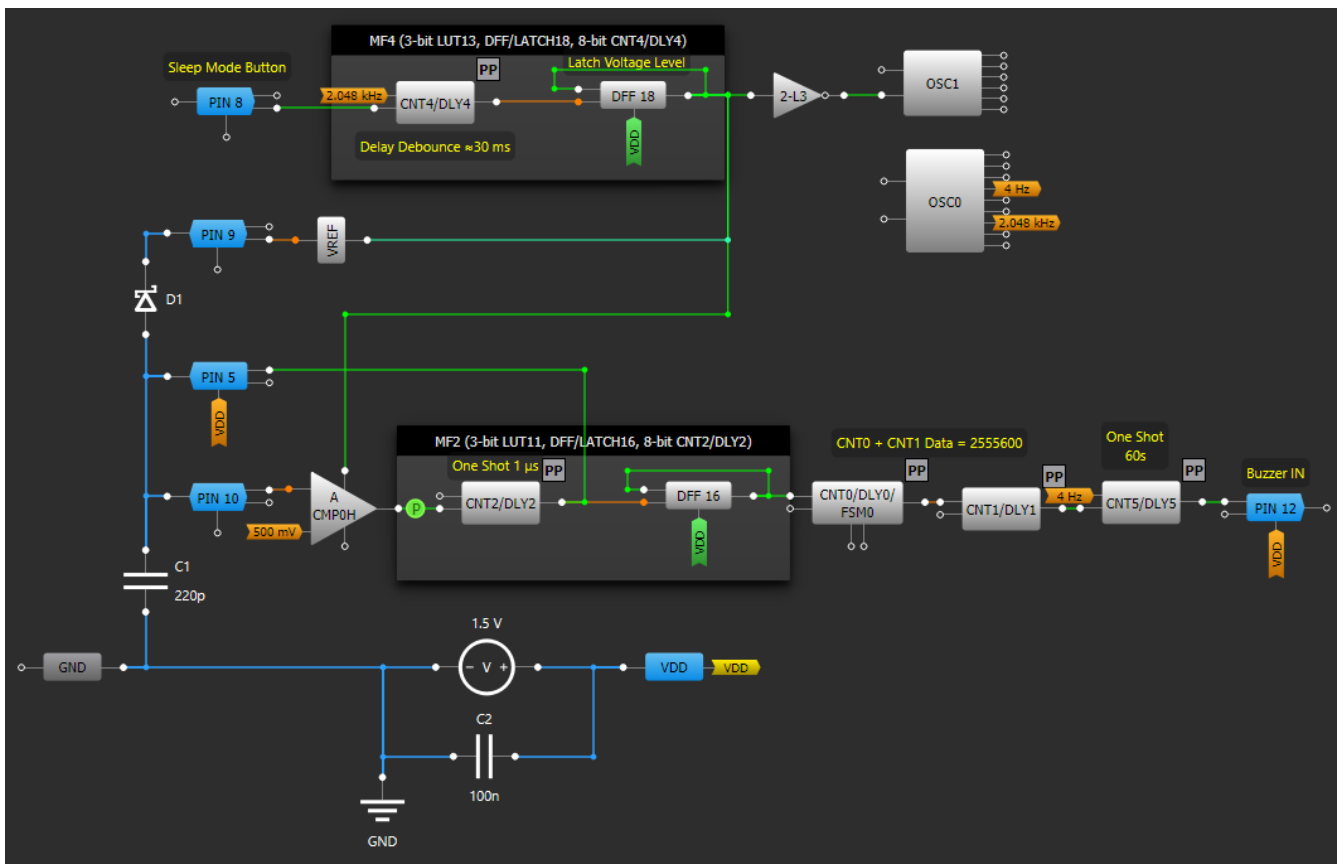 MF4 (3-bit LUT13, DFF/LATCH18, 8-bit CNT4/DLY4)
Sleep Mode Button
PP
Latch Voltage Level
PIN 8
2.048 kHz
CNT4/DLY4
DFF 18
VDD
Delay Debounce ≈30 ms
2-L3
OSC1
OSC0
4 Hz
2.048 kHz
PIN 9
VREF
D1
PIN 5
VDD
MF2 (3-bit LUT11, DFF/LATCH16, 8-bit CNT2/DLY2)
One Shot 1 µs
PP
CNT0 + CNT1 Data = 2555600
One Shot
60s
PP
PP
PP
Buzzer IN
PIN 10
500 mV
A
CMP0H
P
CNT2/DLY2
DFF 16
VDD
CNT0/DLY0/
FSM0
CNT1/DLY1
4 Hz
CNT5/DLY5
PIN 12
VDD
C1
220p
1.5 V
GND
- V +
VDD
VDD
C2
100n
GND